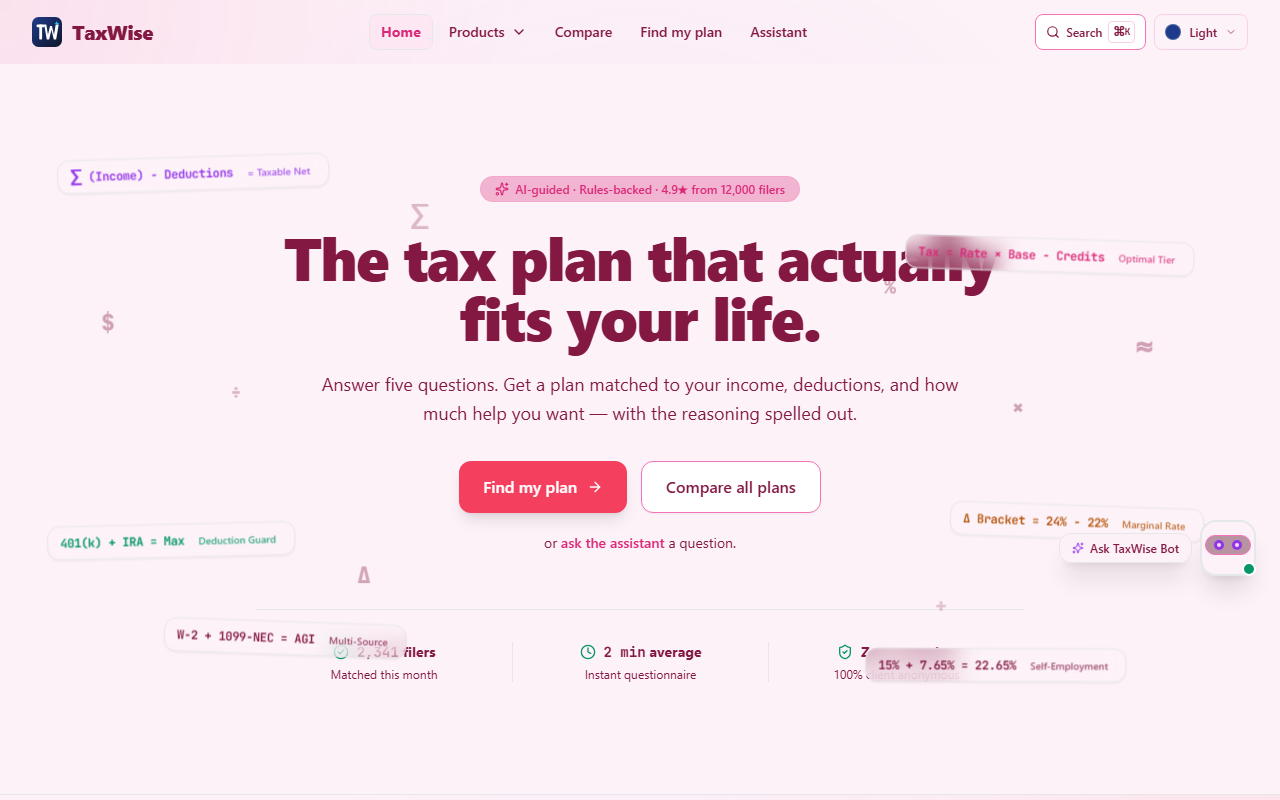 TW TaxWise
Home
Products
Compare
Find my plan
Assistant
Search ⌘K
Light
∑ (Income) - Deductions = Taxable Net
AI-guided · Rules-backed · 4.9★ from 12,000 filers
∑
The tax plan that actually
Tax = Rate × Base - Credits Optimal Tier
%
fits your life.
$
≈
Answer five questions. Get a plan matched to your income, deductions, and how
÷
much help you want — with the reasoning spelled out.
×
Find my plan →
Compare all plans
Δ Bracket = 24% - 22% Marginal Rate
401(k) + IRA = Max Deduction Guard
or ask the assistant a question.
Ask TaxWise Bot
Δ
+
W-2 + 1099-NEC = AGI Multi-Source
2,341 filers
Matched this month
2 min average
Instant questionnaire
15% + 7.65% = 22.65% Self-Employment
100% client anonymous